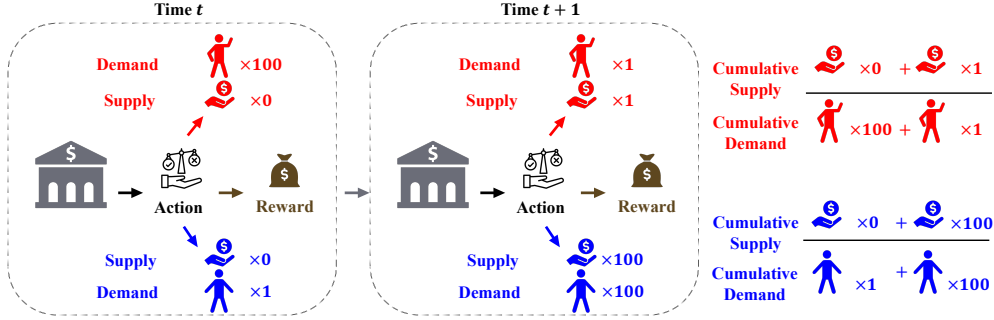 Time t
Demand ×100
Supply ×0
$
Action
$
Reward
Supply $ ×0
Demand ×1
Time t + 1
Demand ×1
Supply $ ×1
$
Action
$
Reward
Supply $ ×100
Demand ×100
Cumulative Supply $ ×0 + $ ×1
Cumulative Demand ×100 + ×1
Cumulative Supply $ ×0 + $ ×100
Cumulative Demand ×1 + ×100